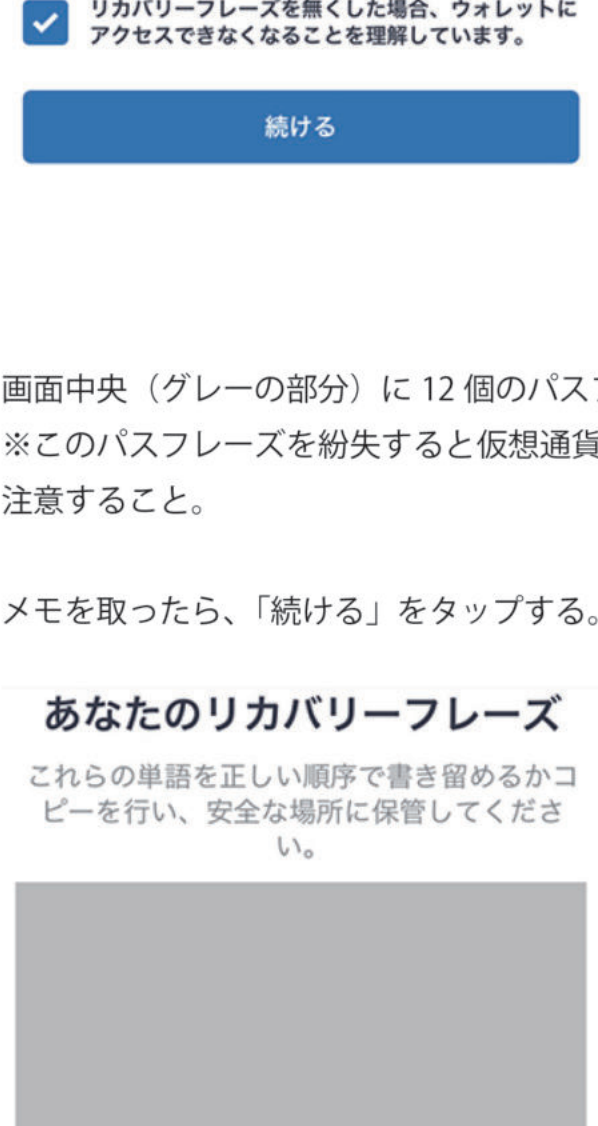 リカバリーフレーズを無くした場合、ウォレットに
アクセスできなくなることを理解しています。
続ける
画面中央（グレーの部分）に 12 個のパスフ
※このパスフレーズを紛失すると仮想通貨
注意すること。
メモを取ったら、「続ける」をタップする。
あなたのリカバリーフレーズ
これらの単語を正しい順序で書き留めるかコ
ピーを行い、安全な場所に保管してくださ
い。